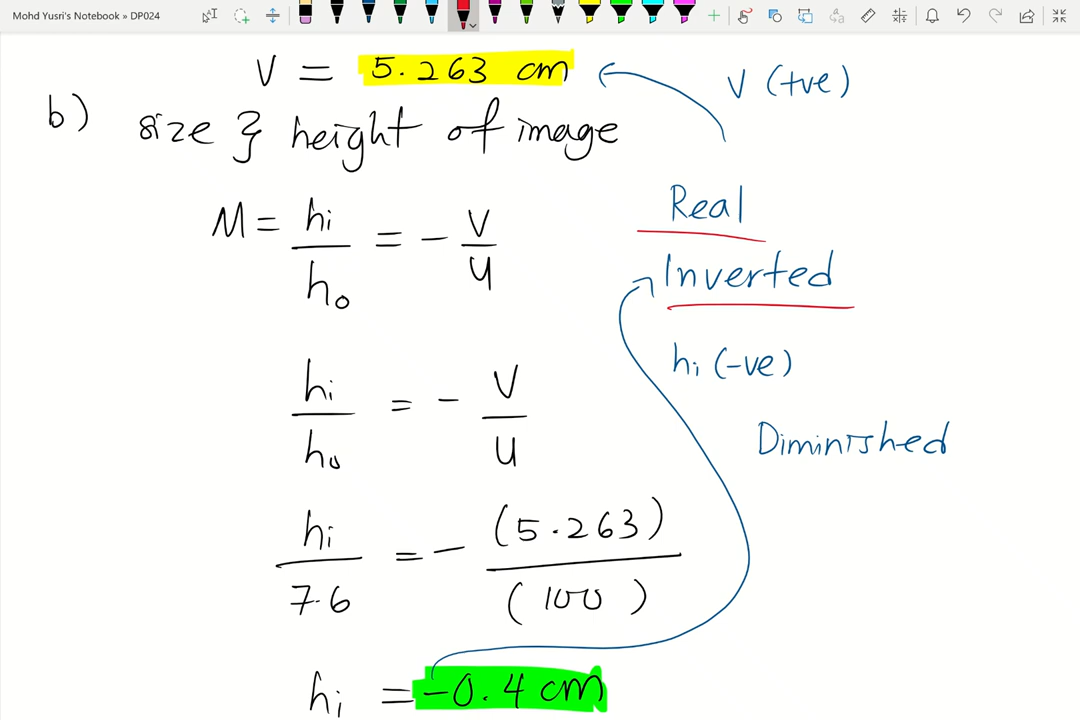 Mohd Yusri's Notebook » DP024
V = 5.263 cm
V (+ve)
b) size } height of image
Real
M = hi/ho = - V/u
Inverted
hi (-ve)
hi/ho = - V/u
Diminished
hi/7.6 = - (5.263)/(100)
hi = -0.4 cm